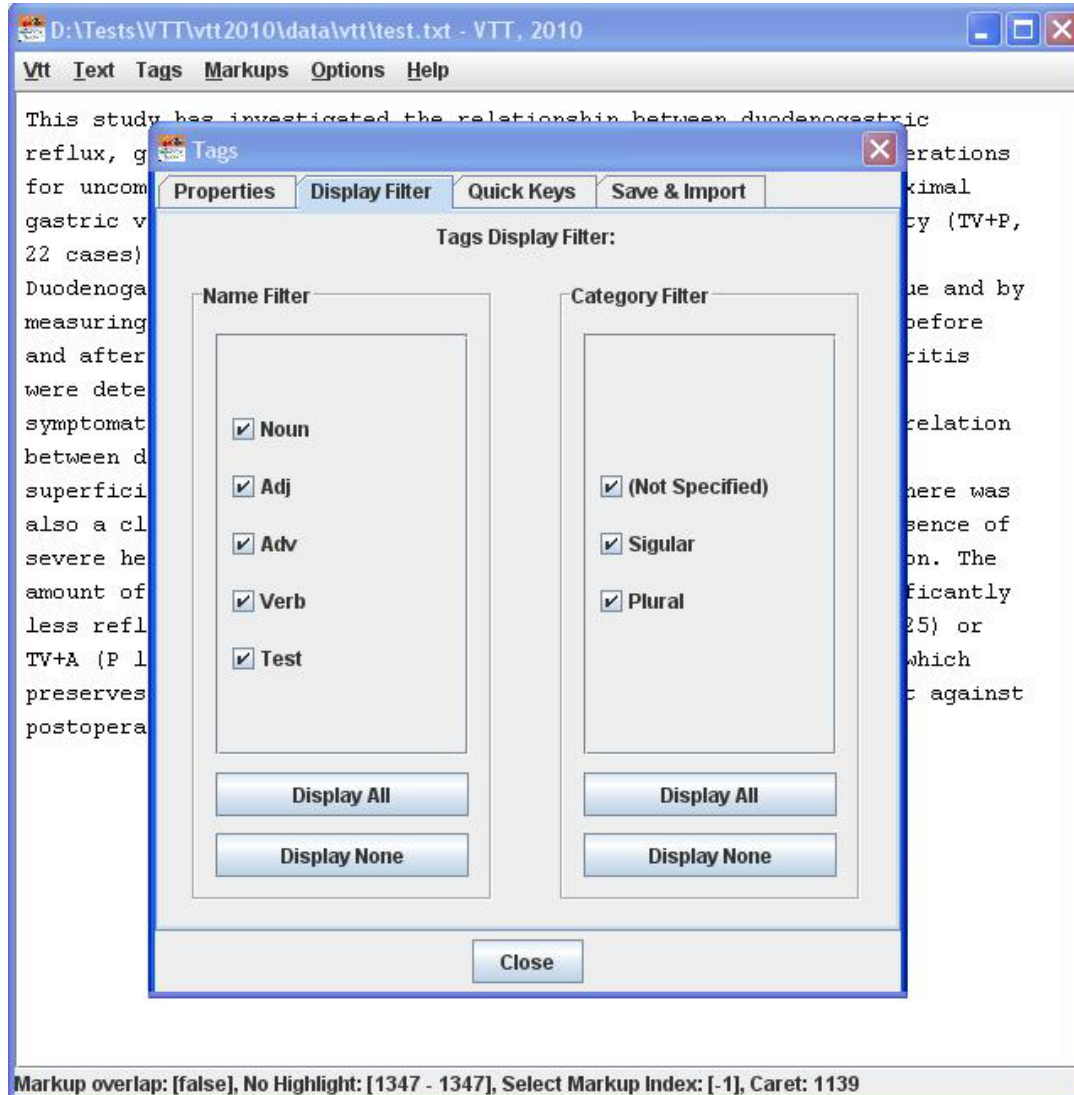 D:\Tests\VTT\vtt2010\data\vtt\test.txt - VTT, 2010
Vtt Text Tags Markups Options Help
This study has investigated the relationship between duodenogastric
reflux, g
erations
for uncom
ximal
gastric v
ty (TV+P,
22 cases)
Duodenoga
ue and by
measuring
before
and after
ritis
were dete
symptomat
relation
between d
superfici
here was
also a cl
sence of
severe he
on. The
amount of
ficantly
less refl
25) or
TV+A (P l
which
preserves
t against
postopera
Tags
Properties Display Filter Quick Keys Save & Import
Tags Display Filter:
Name Filter Category Filter
Noun
Adj (Not Specified)
Adv Sigular
Verb Plural
Test
Display All Display All
Display None Display None
Close
Markup overlap: [false], No Highlight: [1347 - 1347], Select Markup Index: [-1], Caret: 1139